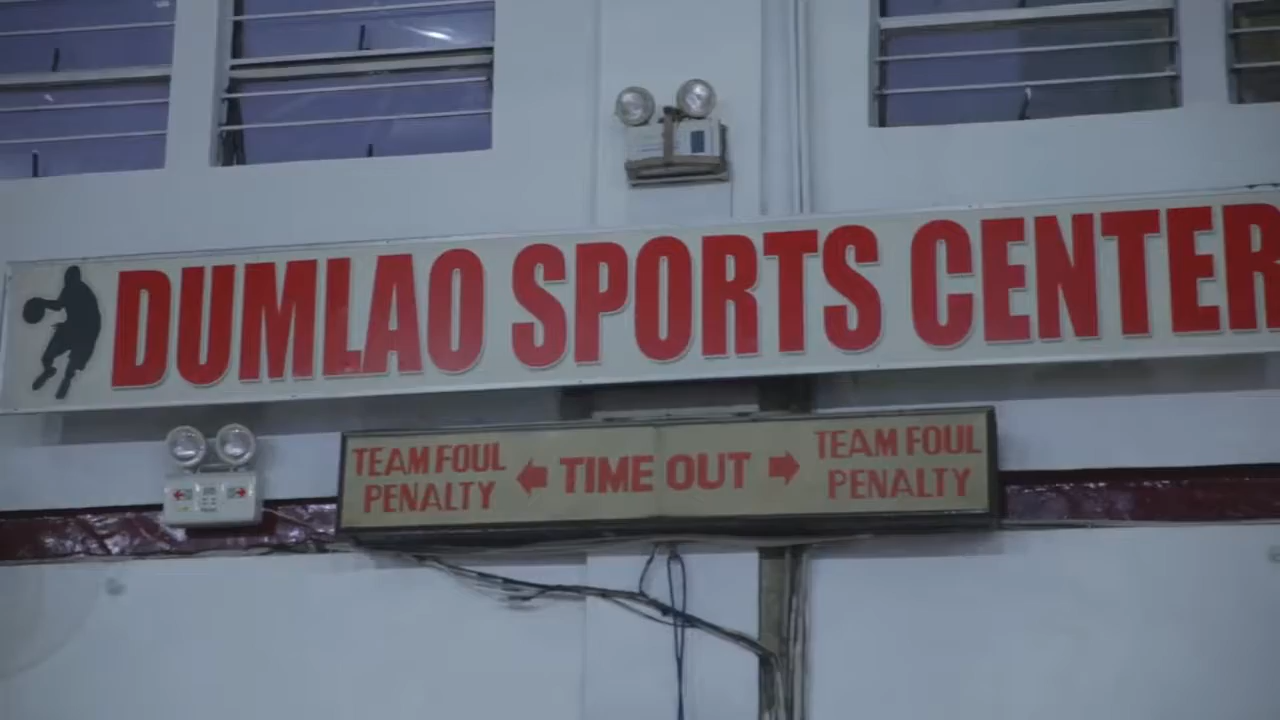 DUMLAO SPORTS CENTER
TEAM FOUL
PENALTY
TIME OUT
TEAM FOUL
PENALTY